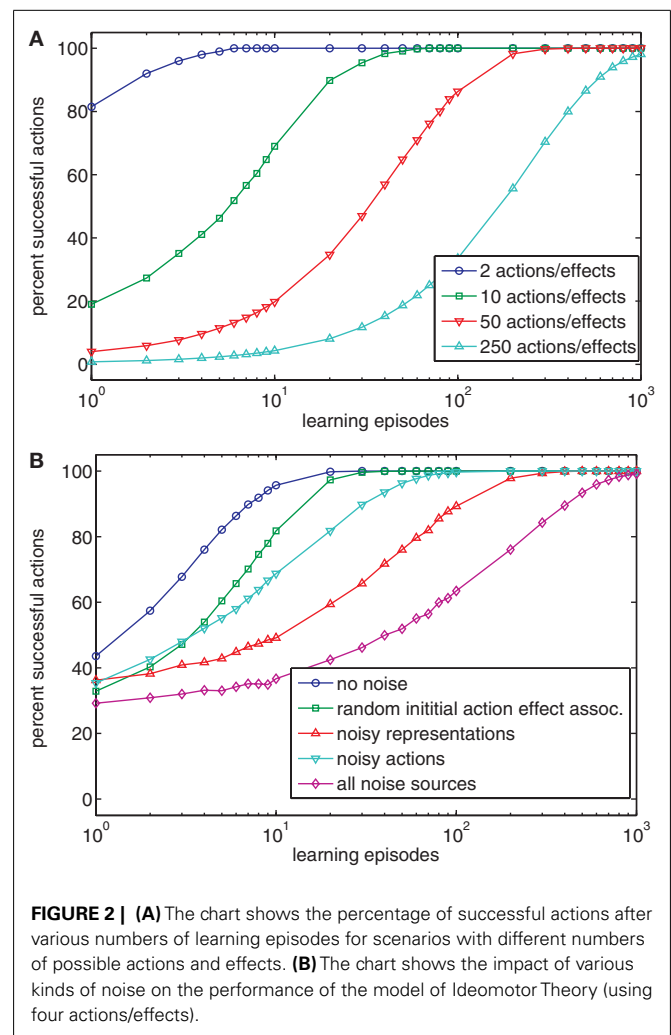 A
100
80
60
40
20
0
percent successful actions
2 actions/effects
10 actions/effects
50 actions/effects
250 actions/effects
10^0
10^1
10^2
10^3
learning episodes
B
100
80
60
40
20
0
percent successful actions
no noise
random inititial action effect assoc.
noisy representations
noisy actions
all noise sources
10^0
10^1
10^2
10^3
learning episodes
FIGURE 2 | (A) The chart shows the percentage of successful actions after
various numbers of learning episodes for scenarios with different numbers
of possible actions and effects. (B) The chart shows the impact of various
kinds of noise on the performance of the model of Ideomotor Theory (using
four actions/effects).